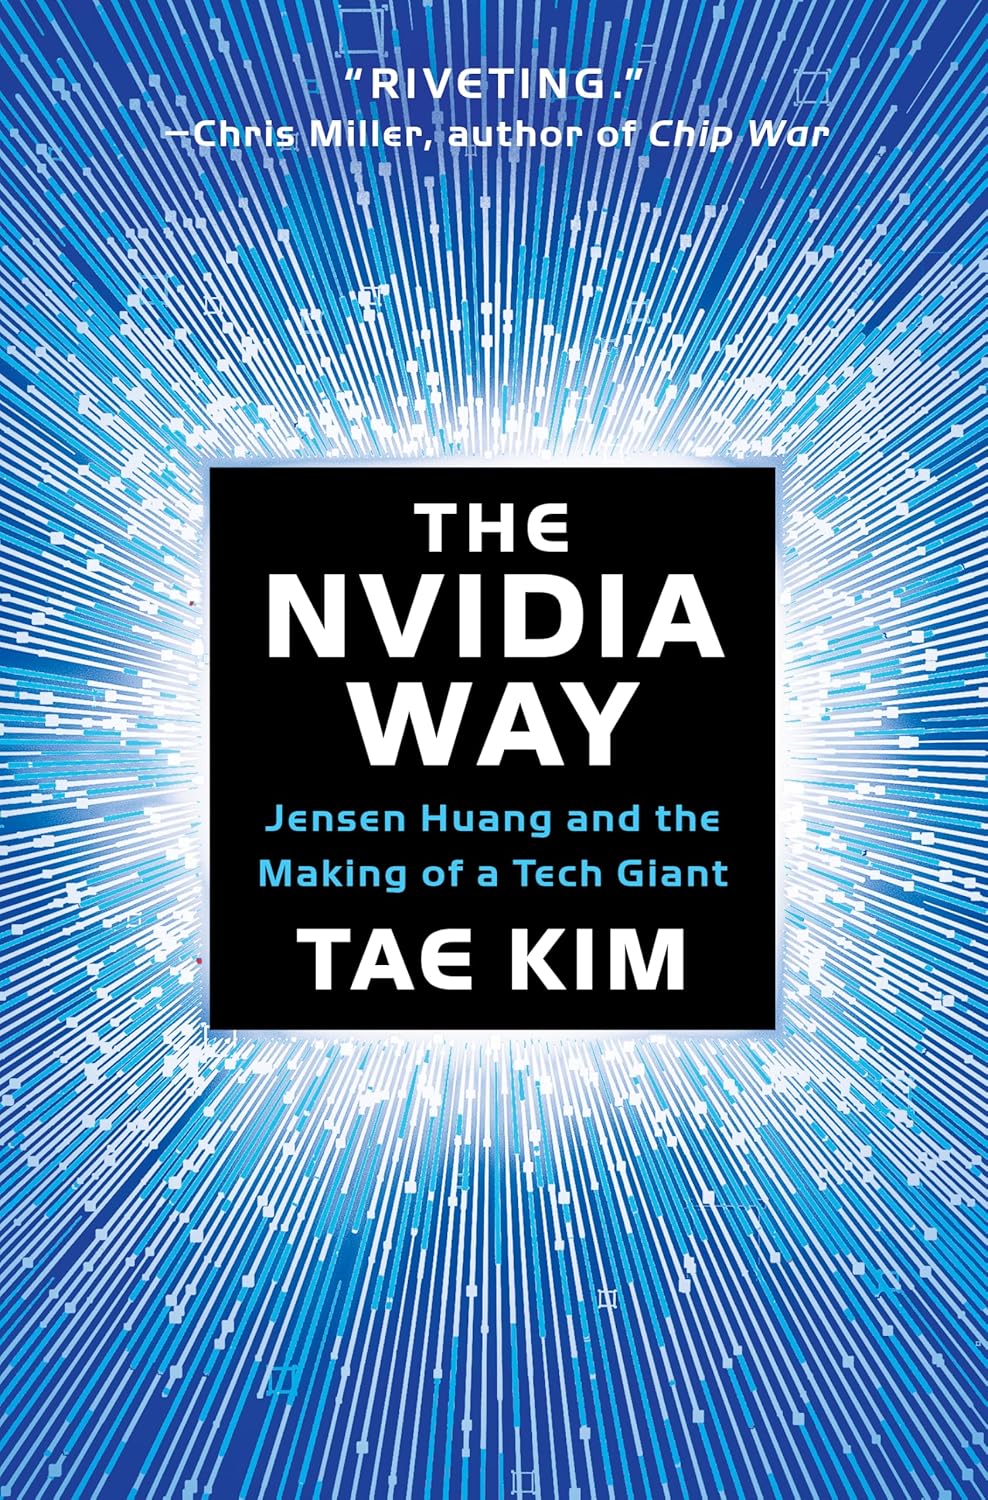 “RIVETING.”
—Chris Miller, author of Chip War
THE
NVIDIA
WAY
Jensen Huang and the
Making of a Tech Giant
TAE KIM